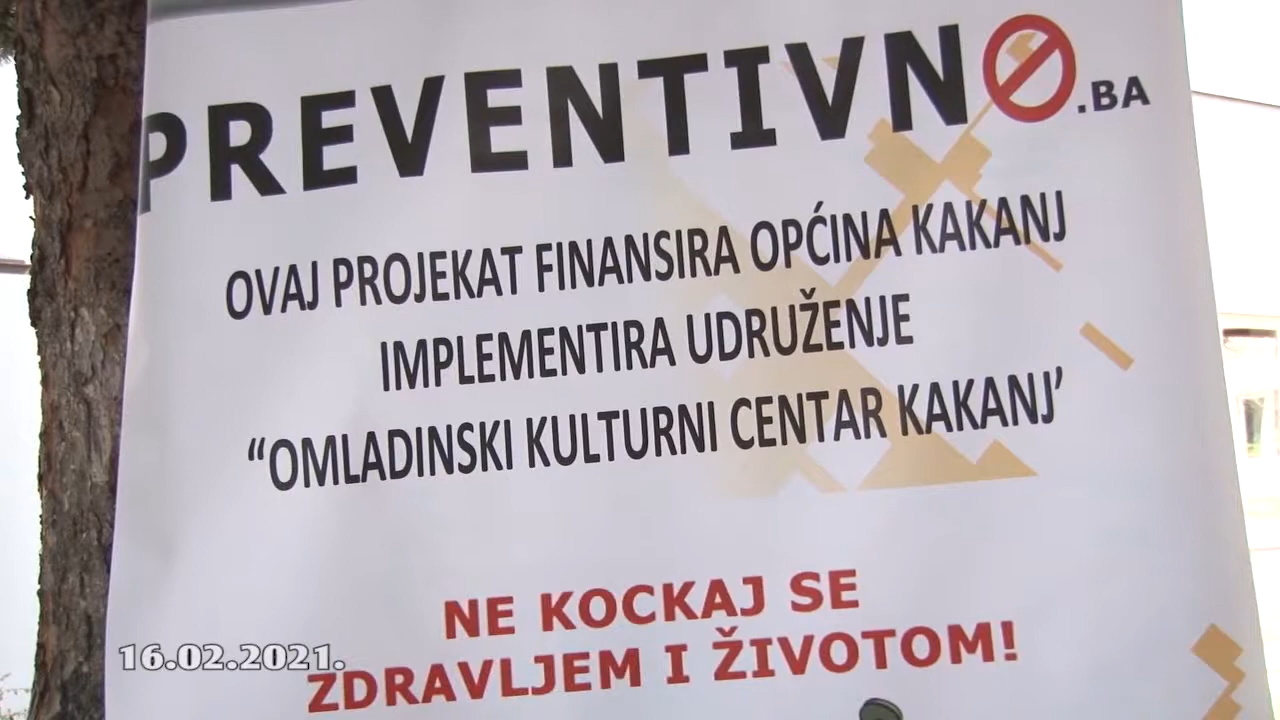 PREVENTIVNO.BA
OVAJ PROJEKAT FINANSIRA OPĆINA KAKANJ
IMPLEMENTIRA UDRUŽENJE
“OMLADINSKI KULTURNI CENTAR KAKANJ’
NE KOCKAJ SE
ZDRAVLJEM I ŽIVOTOM!
16.02.2021.